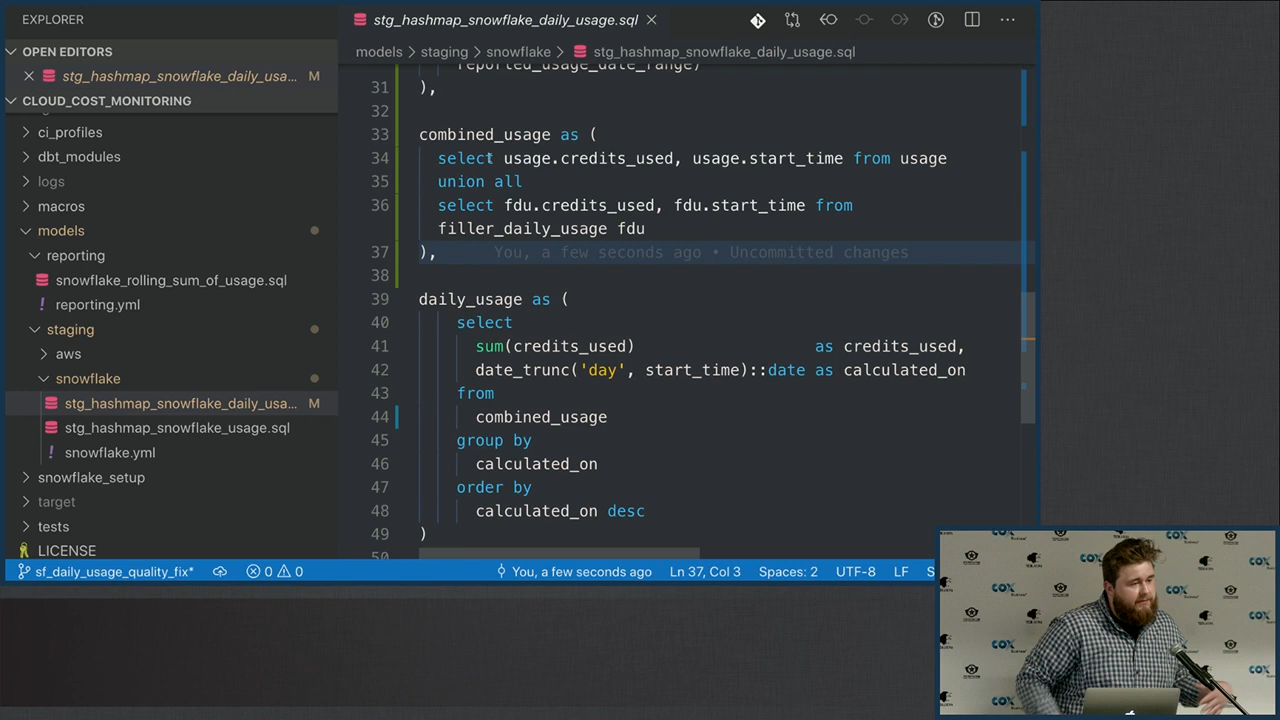 EXPLORER
OPEN EDITORS
stg_hashmap_snowflake_daily_usa... M
CLOUD_COST_MONITORING
ci_profiles
dbt_modules
logs
macros
models
reporting
snowflake_rolling_sum_of_usage.sql
! reporting.yml
staging
aws
snowflake
stg_hashmap_snowflake_daily_usa... M
stg_hashmap_snowflake_usage.sql
! snowflake.yml
snowflake_setup
target
tests
LICENSE
stg_hashmap_snowflake_daily_usage.sql
models > staging > snowflake > stg_hashmap_snowflake_daily_usage.sql
reported_usage_date_range)
31 ),
32
33 combined_usage as (
34 select usage.credits_used, usage.start_time from usage
35 union all
36 select fdu.credits_used, fdu.start_time from
filler_daily_usage fdu
37 ), You, a few seconds ago • Uncommitted changes
38
39 daily_usage as (
40 select
41 sum(credits_used) as credits_used,
42 date_trunc('day', start_time)::date as calculated_on
43 from
44 combined_usage
45 group by
46 calculated_on
47 order by
48 calculated_on desc
49 )
50
sf_daily_usage_quality_fix* 0 0 You, a few seconds ago Ln 37, Col 3 Spaces: 2 UTF-8 LF S
COX
COX
COX
COX
COX
COX